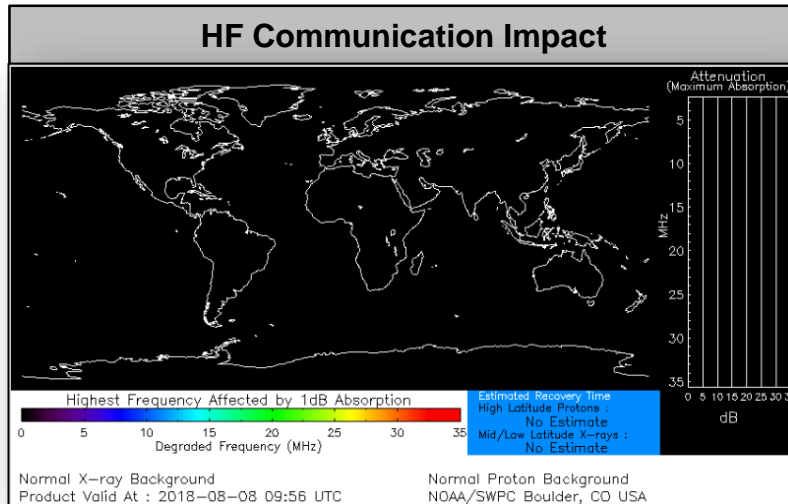 HF Communication Impact
Attenuation
(Maximum Absorption)
5
10
15
20
25
30
35
MHz
0 5 10 15 20 25 30
dB
Highest Frequency Affected by 1dB Absorption
0 5 10 15 20 25 30 35
Degraded Frequency (MHz)
Estimated Recovery Time
High Latitude Protons :
No Estimate
Mid/Low Latitude X-rays :
No Estimate
Normal X-ray Background
Product Valid At : 2018-08-08 09:56 UTC
Normal Proton Background
NOAA/SWPC Boulder, CO USA